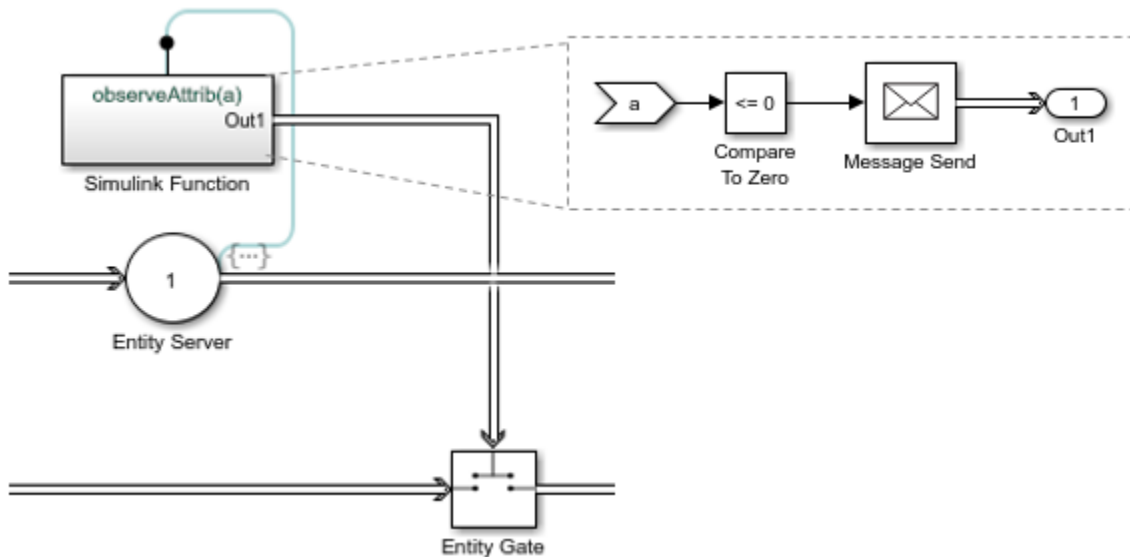 observeAttrib(a)
Out1
Simulink Function
a
<= 0
Compare
To Zero
Message Send
1
Out1
{...}
1
Entity Server
Entity Gate